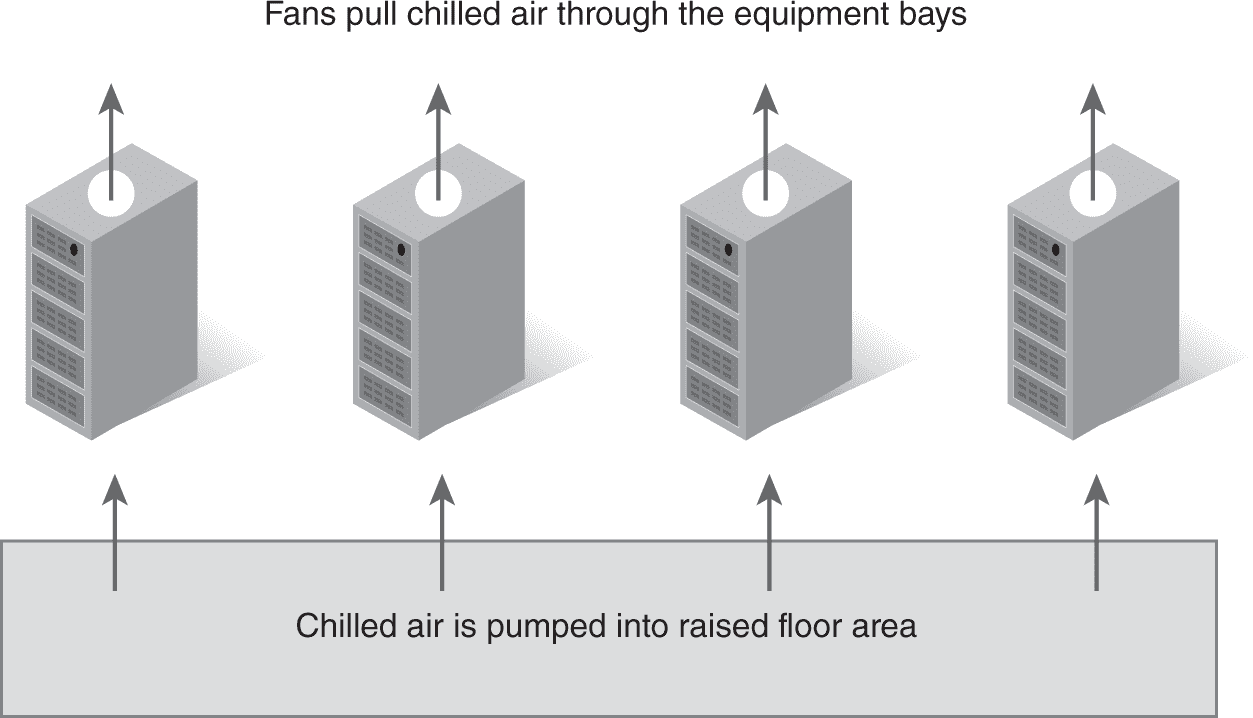 Fans pull chilled air through the equipment bays
Chilled air is pumped into raised floor area